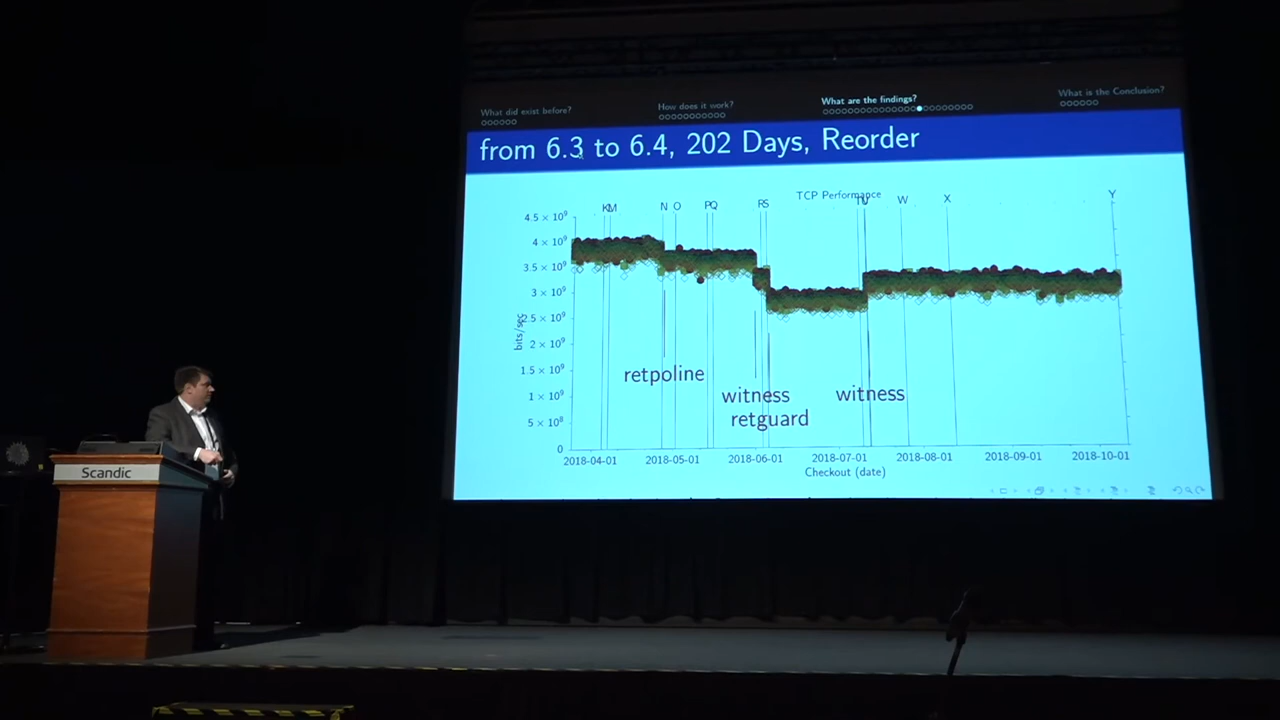 What did exist before? How does it work? What are the findings? What is the Conclusion?
from 6.3 to 6.4, 202 Days, Reorder
TCP Performance
KM N O PQ RS TU W X Y
4.5 × 10⁹
4 × 10⁹
3.5 × 10⁹
3 × 10⁹
2.5 × 10⁹
2 × 10⁹
1.5 × 10⁹
1 × 10⁹
5 × 10⁸
0
bits/sec
retpoline
witness
retguard
witness
2018-04-01 2018-05-01 2018-06-01 2018-07-01 2018-08-01 2018-09-01 2018-10-01
Checkout (date)
Scandic